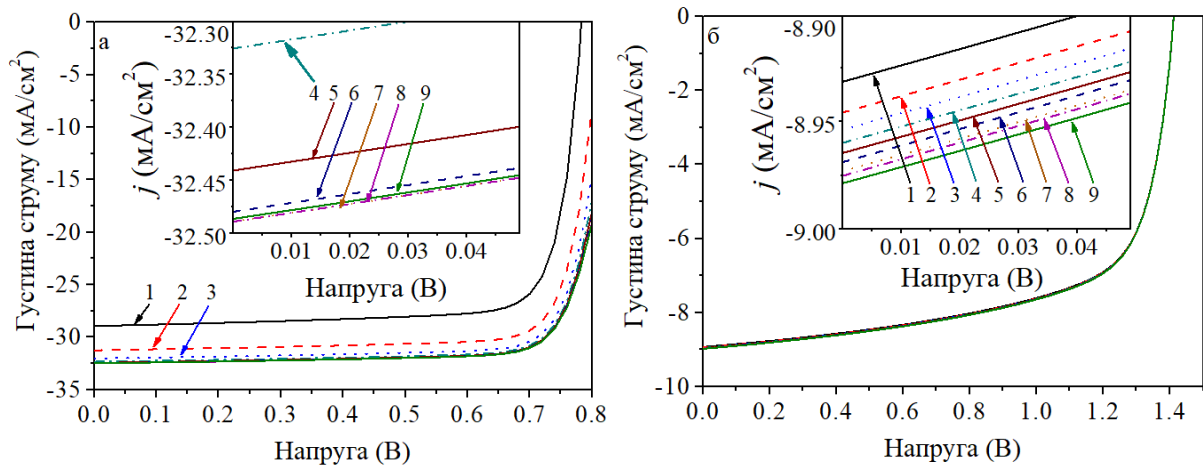 а
Густина струму (мА/см²)
0
-5
-10
-15
-20
-25
-30
-35
0.0 0.1 0.2 0.3 0.4 0.5 0.6 0.7 0.8
Напруга (В)
1 2 3
j (мА/см²)
-32.30
-32.35
-32.40
-32.45
-32.50
4 5 6 7 8 9
0.01 0.02 0.03 0.04
Напруга (В)
б
Густина струму (мА/см²)
0
-2
-4
-6
-8
-10
0.0 0.2 0.4 0.6 0.8 1.0 1.2 1.4
Напруга (В)
j (мА/см²)
-8.90
-8.95
-9.00
1 2 3 4 5 6 7 8 9
0.01 0.02 0.03 0.04
Напруга (В)